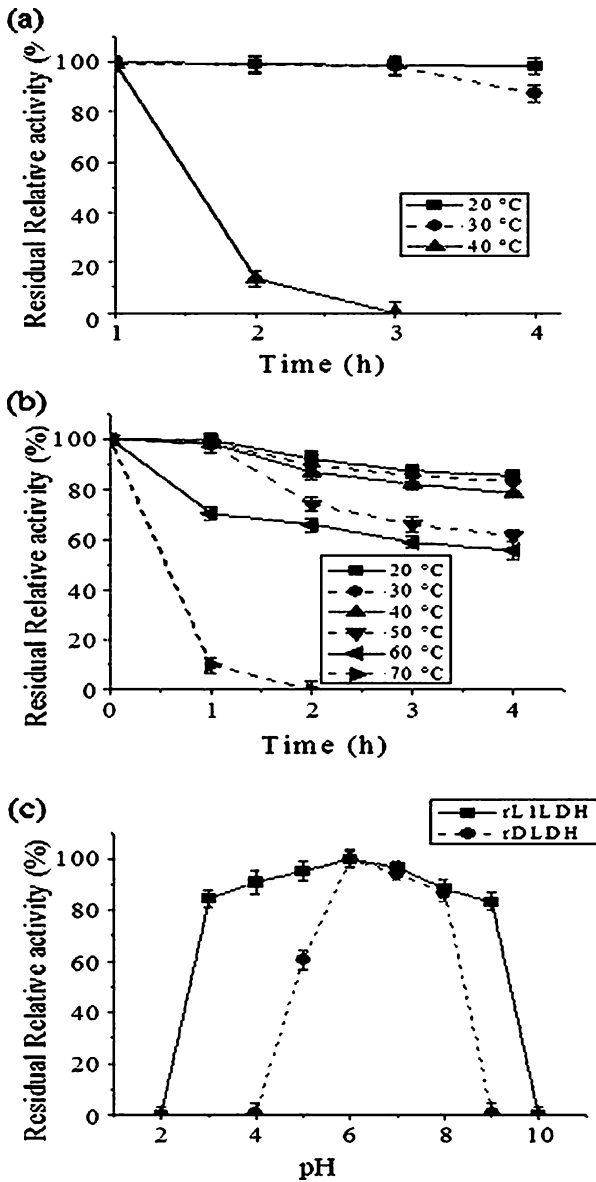 (a)
Residual Relative activity (%
100
80
60
40
20
0
20 °C
30 °C
40 °C
1 2 3 4
Time (h)
(b)
Residual Relative activity (%)
100
80
60
40
20
0
20 °C
30 °C
40 °C
50 °C
60 °C
70 °C
0 1 2 3 4
Time (h)
(c)
rL1LDH
rDLDH
Residual Relative activity (%)
100
80
60
40
20
0
2 4 6 8 10
pH